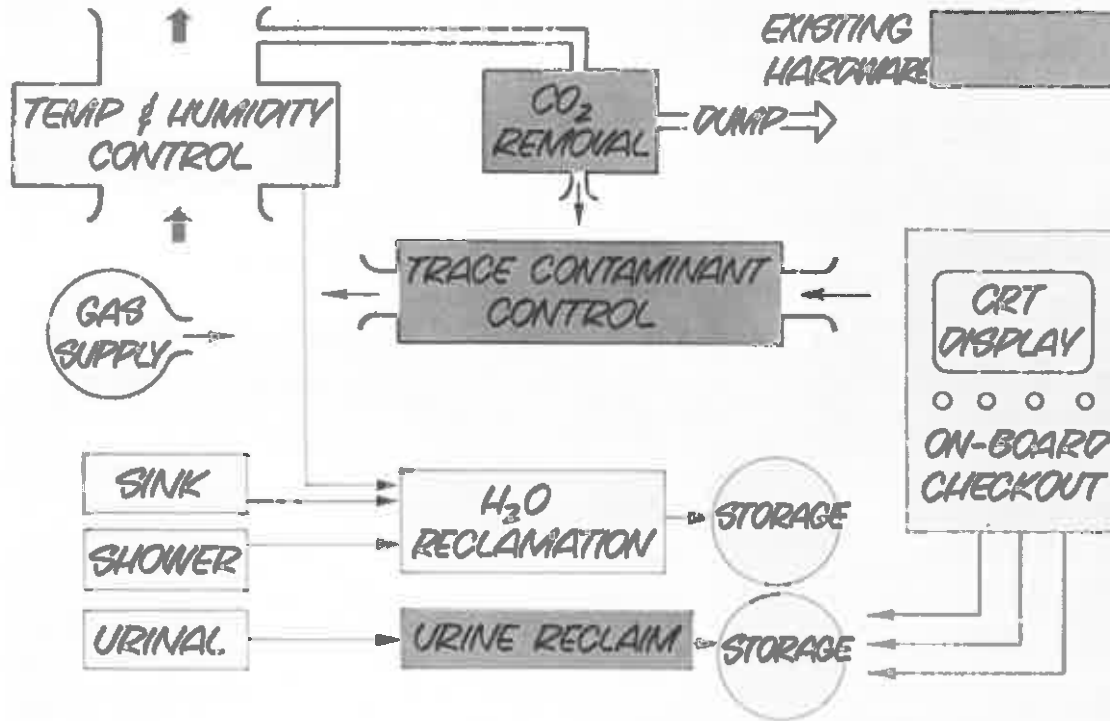 EXISTING
HARDWARE
TEMP & HUMIDITY
CONTROL
CO₂
REMOVAL
DUMP
TRACE CONTAMINANT
CONTROL
GAS
SUPPLY
CRT
DISPLAY
ON-BOARD
CHECKOUT
SINK
SHOWER
URINAL
H₂O
RECLAMATION
STORAGE
URINE RECLAIM
STORAGE